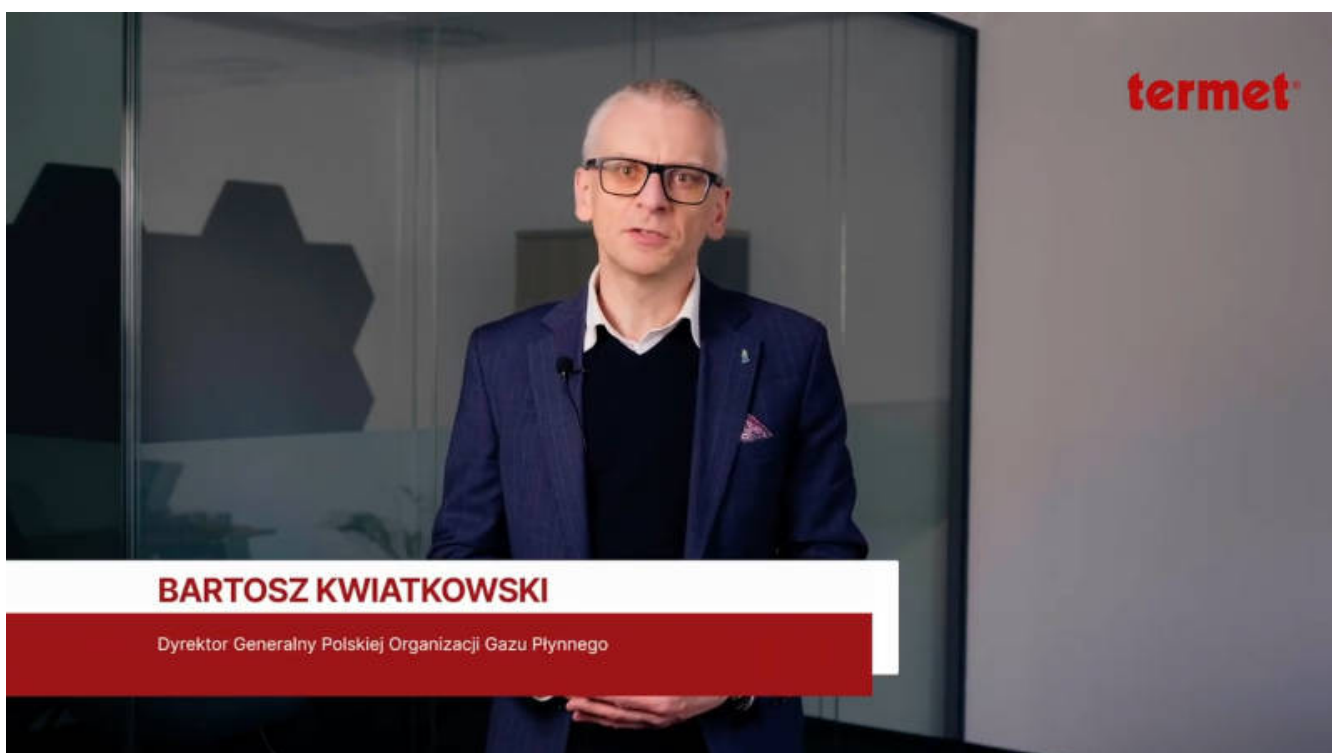 termet®
BARTOSZ KWIATKOWSKI
Dyrektor Generalny Polskiej Organizacji Gazu Płynnego